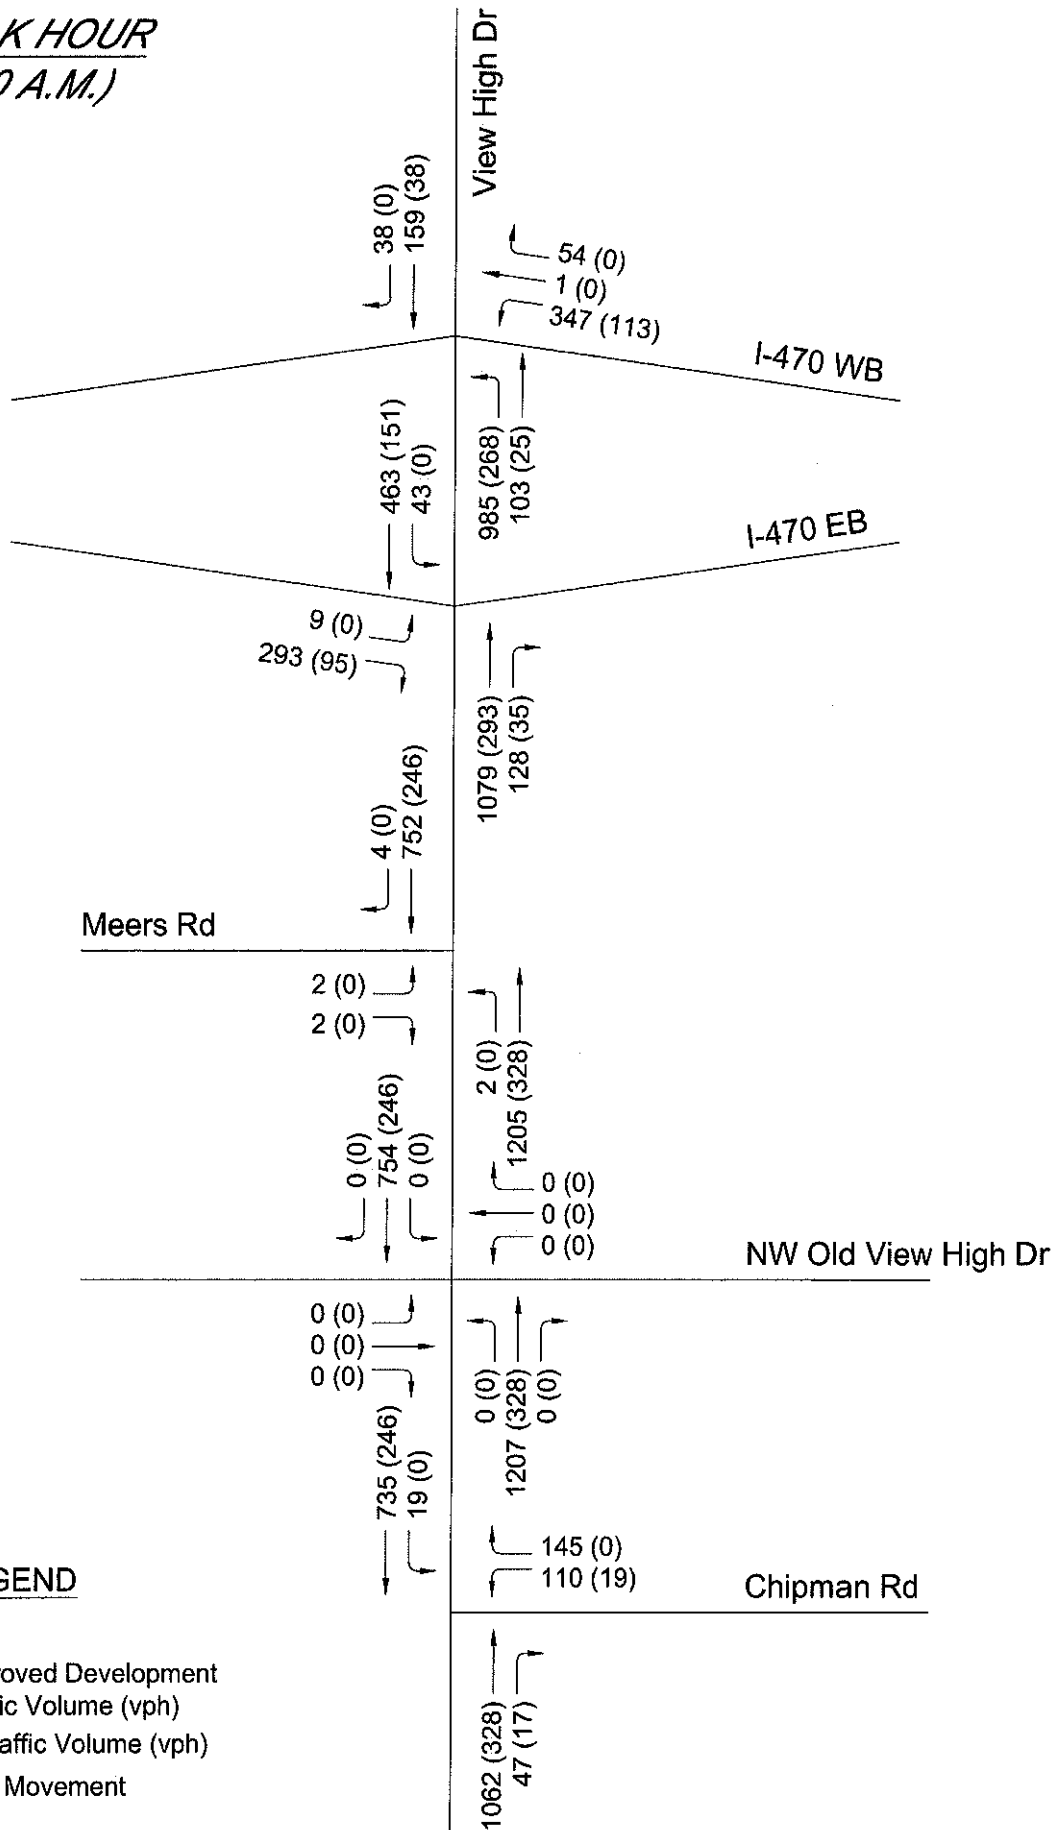 K HOUR
A.M.)
View High Dr
38 (0)
159 (38)
54 (0)
1 (0)
347 (113)
I-470 WB
463 (151)
43 (0)
985 (268)
103 (25)
I-470 EB
9 (0)
293 (95)
1079 (293)
128 (35)
4 (0)
752 (246)
Meers Rd
2 (0)
2 (0)
2 (0)
1205 (328)
0 (0)
754 (246)
0 (0)
0 (0)
0 (0)
0 (0)
NW Old View High Dr
0 (0)
0 (0)
0 (0)
0 (0)
1207 (328)
0 (0)
735 (246)
19 (0)
145 (0)
110 (19)
Chipman Rd
GEND
roved Development
ic Volume (vph)
affic Volume (vph)
Movement
1062 (328)
47 (17)